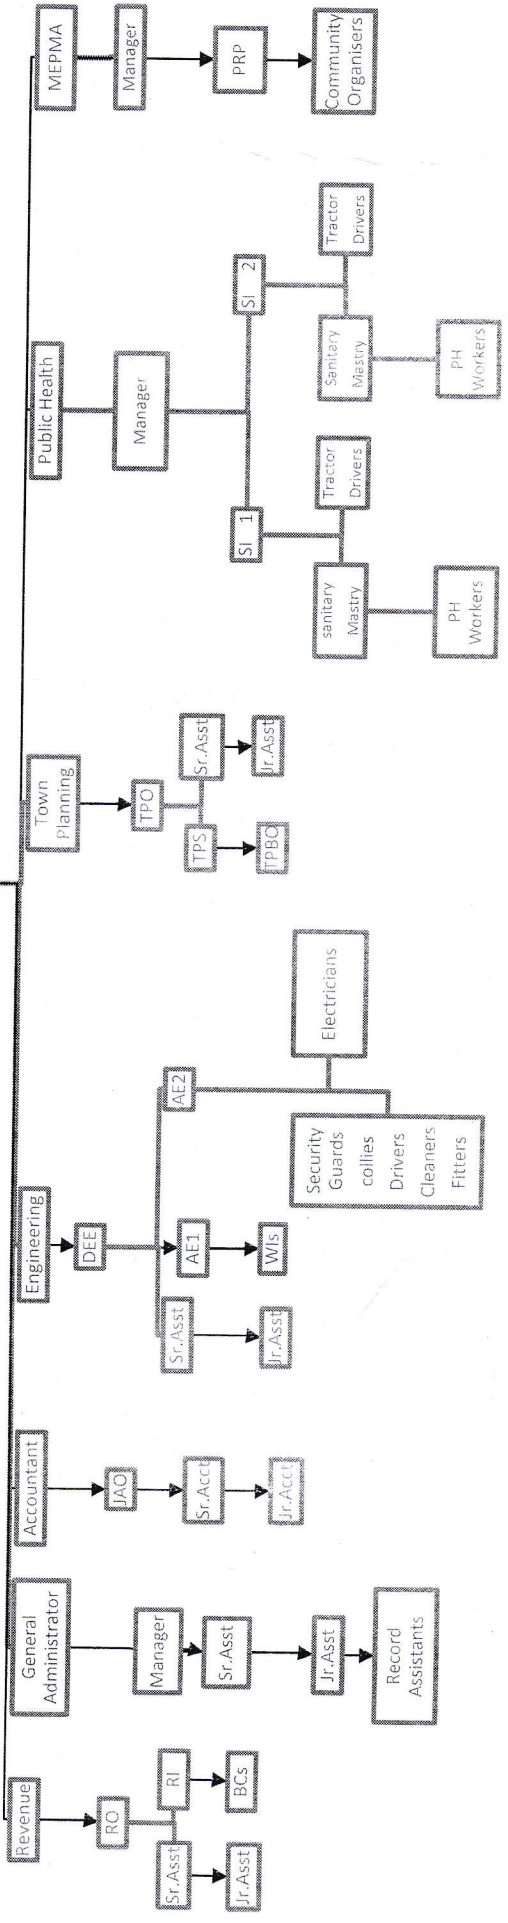 Revenue
RO
Sr.Asst
RI
Jr.Asst
BCs
General
Administrator
Manager
Sr.Asst
Jr.Asst
Record
Assistants
Accountant
JAO
Sr.Acct
Jr.Acct
Engineering
DEE
Sr.Asst
AE1
AE2
Jr.Asst
WIs
Security
Guards
collies
Drivers
Cleaners
Fitters
Electricians
Town
Planning
TPO
TPS
Sr.Asst
TPBO
Jr.Asst
Public Health
Manager
SI 1
SI 2
sanitary
Mastry
Tractor
Drivers
PH
Workers
Sanitary
Mastry
Tractor
Drivers
PH
Workers
MEPMA
Manager
PRP
Community
Organisers